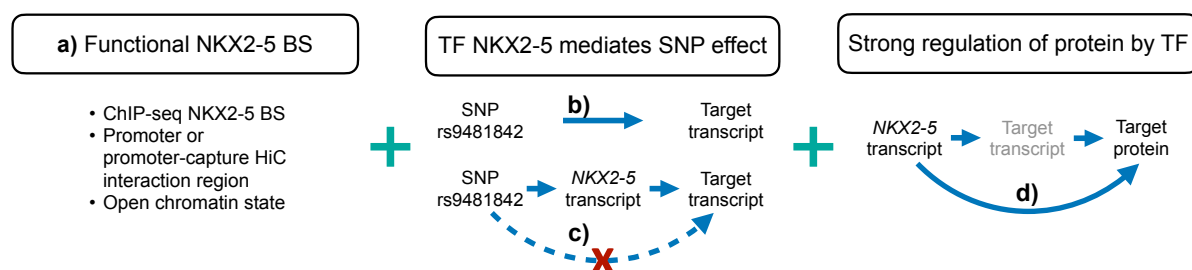 a) Functional NKX2-5 BS
• ChIP-seq NKX2-5 BS
• Promoter or
promoter-capture HiC
interaction region
• Open chromatin state
+
TF NKX2-5 mediates SNP effect
SNP
rs9481842
b)
Target
transcript
SNP
rs9481842
NKX2-5
transcript
Target
transcript
c)
X
+
Strong regulation of protein by TF
NKX2-5
transcript
Target
transcript
Target
protein
d)